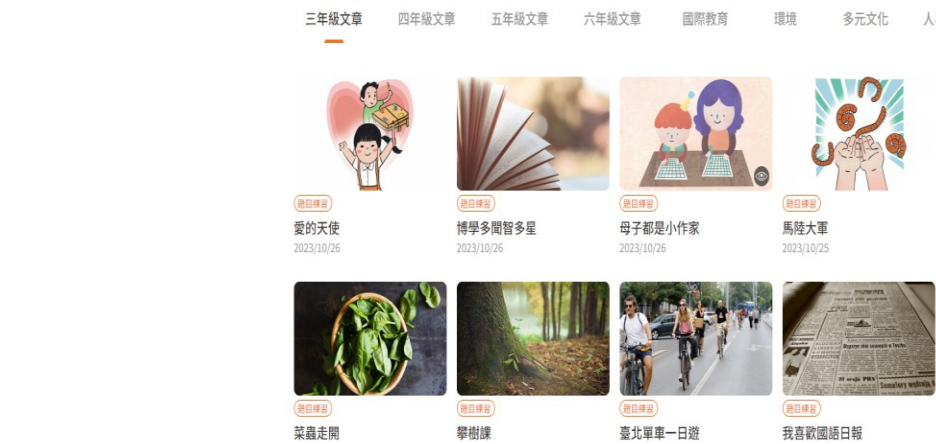 三年級文章
四年級文章
五年級文章
六年級文章
國際教育
環境
多元文化
題目練習
題目練習
題目練習
題目練習
愛的天使
博學多聞智多星
母子都是小作家
馬陸大軍
2023/10/26
2023/10/26
2023/10/26
2023/10/25
題目練習
題目練習
題目練習
題目練習
菜蟲走開
攀樹課
臺北單車一日遊
我喜歡國語日報